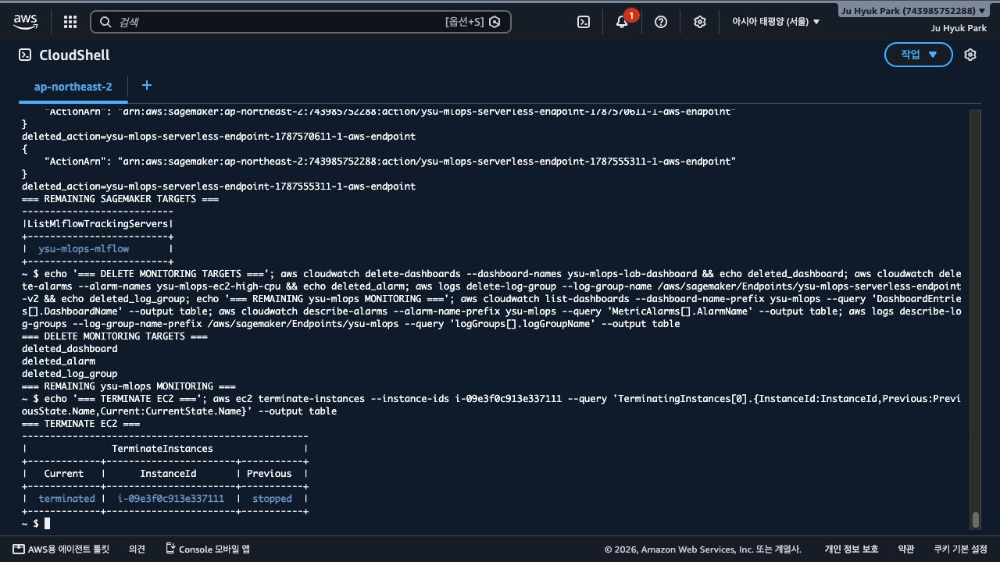 aws
검색
[옵션+S]
1
아시아 태평양 (서울) ▼
Ju Hyuk Park (743985752288) ▼
Ju Hyuk Park
CloudShell
작업 ▼
ap-northeast-2
+
    "ActionArn": "arn:aws:sagemaker:ap-northeast-2:743985752288:action/ysu-mlops-serverless-endpoint-1787570611-1-aws-endpoint"
}
deleted_action=ysu-mlops-serverless-endpoint-1787570611-1-aws-endpoint
{
    "ActionArn": "arn:aws:sagemaker:ap-northeast-2:743985752288:action/ysu-mlops-serverless-endpoint-1787555311-1-aws-endpoint"
}
deleted_action=ysu-mlops-serverless-endpoint-1787555311-1-aws-endpoint
=== REMAINING SAGEMAKER TARGETS ===
---------------------------
|ListMlflowTrackingServers|
+-------------------------+
|  ysu-mlops-mlflow       |
+-------------------------+
~ $ echo '=== DELETE MONITORING TARGETS ==='; aws cloudwatch delete-dashboards --dashboard-names ysu-mlops-lab-dashboard && echo deleted_dashboard; aws cloudwatch dele
te-alarms --alarm-names ysu-mlops-ec2-high-cpu && echo deleted_alarm; aws logs delete-log-group --log-group-name /aws/sagemaker/Endpoints/ysu-mlops-serverless-endpoint
-v2 && echo deleted_log_group; echo '=== REMAINING ysu-mlops MONITORING ==='; aws cloudwatch list-dashboards --dashboard-name-prefix ysu-mlops --query 'DashboardEntrie
s[].DashboardName' --output table; aws cloudwatch describe-alarms --alarm-name-prefix ysu-mlops --query 'MetricAlarms[].AlarmName' --output table; aws logs describe-lo
g-groups --log-group-name-prefix /aws/sagemaker/Endpoints/ysu-mlops --query 'logGroups[].logGroupName' --output table
=== DELETE MONITORING TARGETS ===
deleted_dashboard
deleted_alarm
deleted_log_group
=== REMAINING ysu-mlops MONITORING ===
~ $ echo '=== TERMINATE EC2 ==='; aws ec2 terminate-instances --instance-ids i-09e3f0c913e337111 --query 'TerminatingInstances[0].{InstanceId:InstanceId,Previous:Previ
ousState.Name,Current:CurrentState.Name}' --output table
=== TERMINATE EC2 ===
---------------------------------------------------
|               TerminateInstances                |
+-------------+-----------------------+-----------+
|   Current   |      InstanceId       | Previous  |
+-------------+-----------------------+-----------+
|  terminated |  i-09e3f0c913e337111  |  stopped  |
+-------------+-----------------------+-----------+
~ $
AWS용 에이전트 툴킷
의견
Console 모바일 앱
© 2026, Amazon Web Services, Inc. 또는 계열사.
개인 정보 보호
약관
쿠키 기본 설정